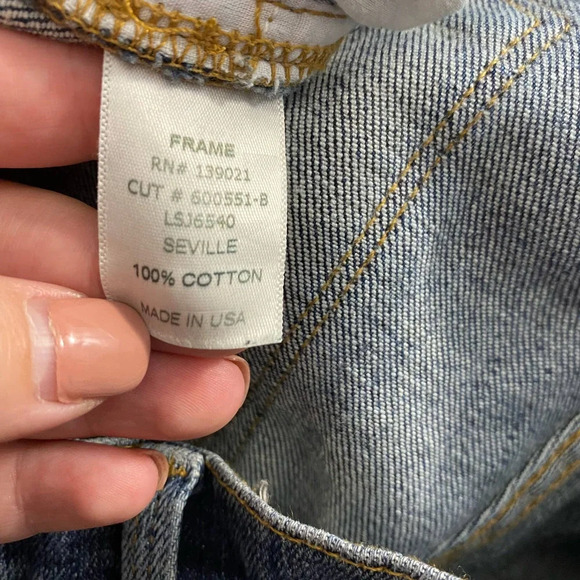 FRAME
RN# 139021
CUT # 600551-B
LSJ6540
SEVILLE
100% COTTON
MADE IN USA